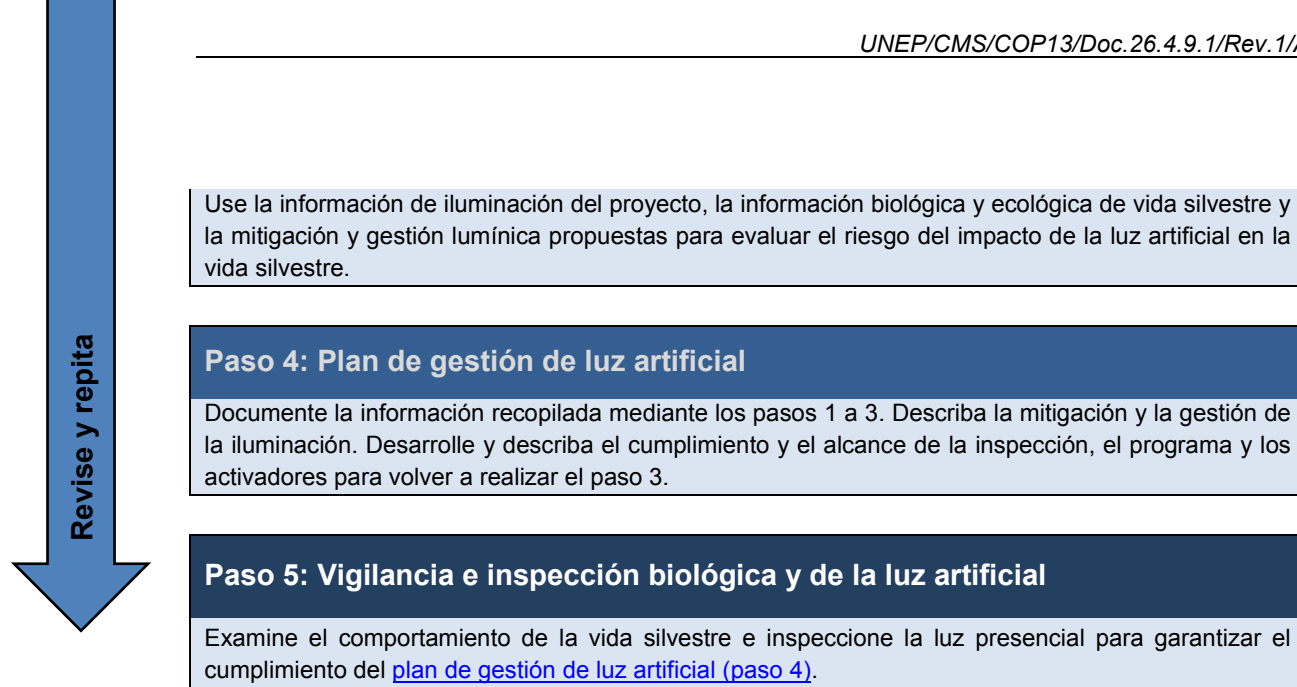 UNEP/CMS/COP13/Doc.26.4.9.1/Rev.1/
Use la información de iluminación del proyecto, la información biológica y ecológica de vida silvestre y
la mitigación y gestión lumínica propuestas para evaluar el riesgo del impacto de la luz artificial en la
vida silvestre.
Revise y repita
Paso 4: Plan de gestión de luz artificial
Documente la información recopilada mediante los pasos 1 a 3. Describa la mitigación y la gestión de
la iluminación. Desarrolle y describa el cumplimiento y el alcance de la inspección, el programa y los
activadores para volver a realizar el paso 3.
Paso 5: Vigilancia e inspección biológica y de la luz artificial
Examine el comportamiento de la vida silvestre e inspeccione la luz presencial para garantizar el
cumplimiento del plan de gestión de luz artificial (paso 4).